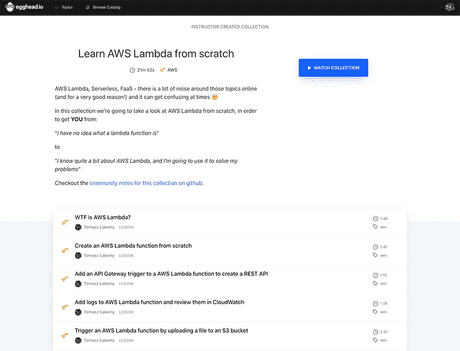 egghead.io Topics Browse Catalog
INSTRUCTOR CREATED COLLECTION
Learn AWS Lambda from scratch
21m 52s AWS
WATCH COLLECTION
AWS Lambda, Serverless, FaaS - there is a lot of noise around those topics online
(and for a very good reason!) and it can get confusing at times
In this collection we're going to take a look at AWS Lambda from scratch, in order
to get YOU from:
"I have no idea what a lambda function is"
to
"I know quite a bit about AWS Lambda, and I'm going to use it to solve my
problems"
Checkout the community notes for this collection on github.
WTF is AWS Lambda?
Tomasz Łakomy LESSON
AWS
Create an AWS Lambda function from scratch
1:47
Tomasz Łakomy LESSON
AWS
Add an API Gateway trigger to a AWS Lambda function to create a REST API
Tomasz Łakomy LESSON
AWS
Add logs to AWS Lambda function and review them in CloudWatch
Tomasz Łakomy LESSON
AWS
Trigger an AWS Lambda function by uploading a file to an S3 bucket
Tomasz Łakomy LESSON
AWS